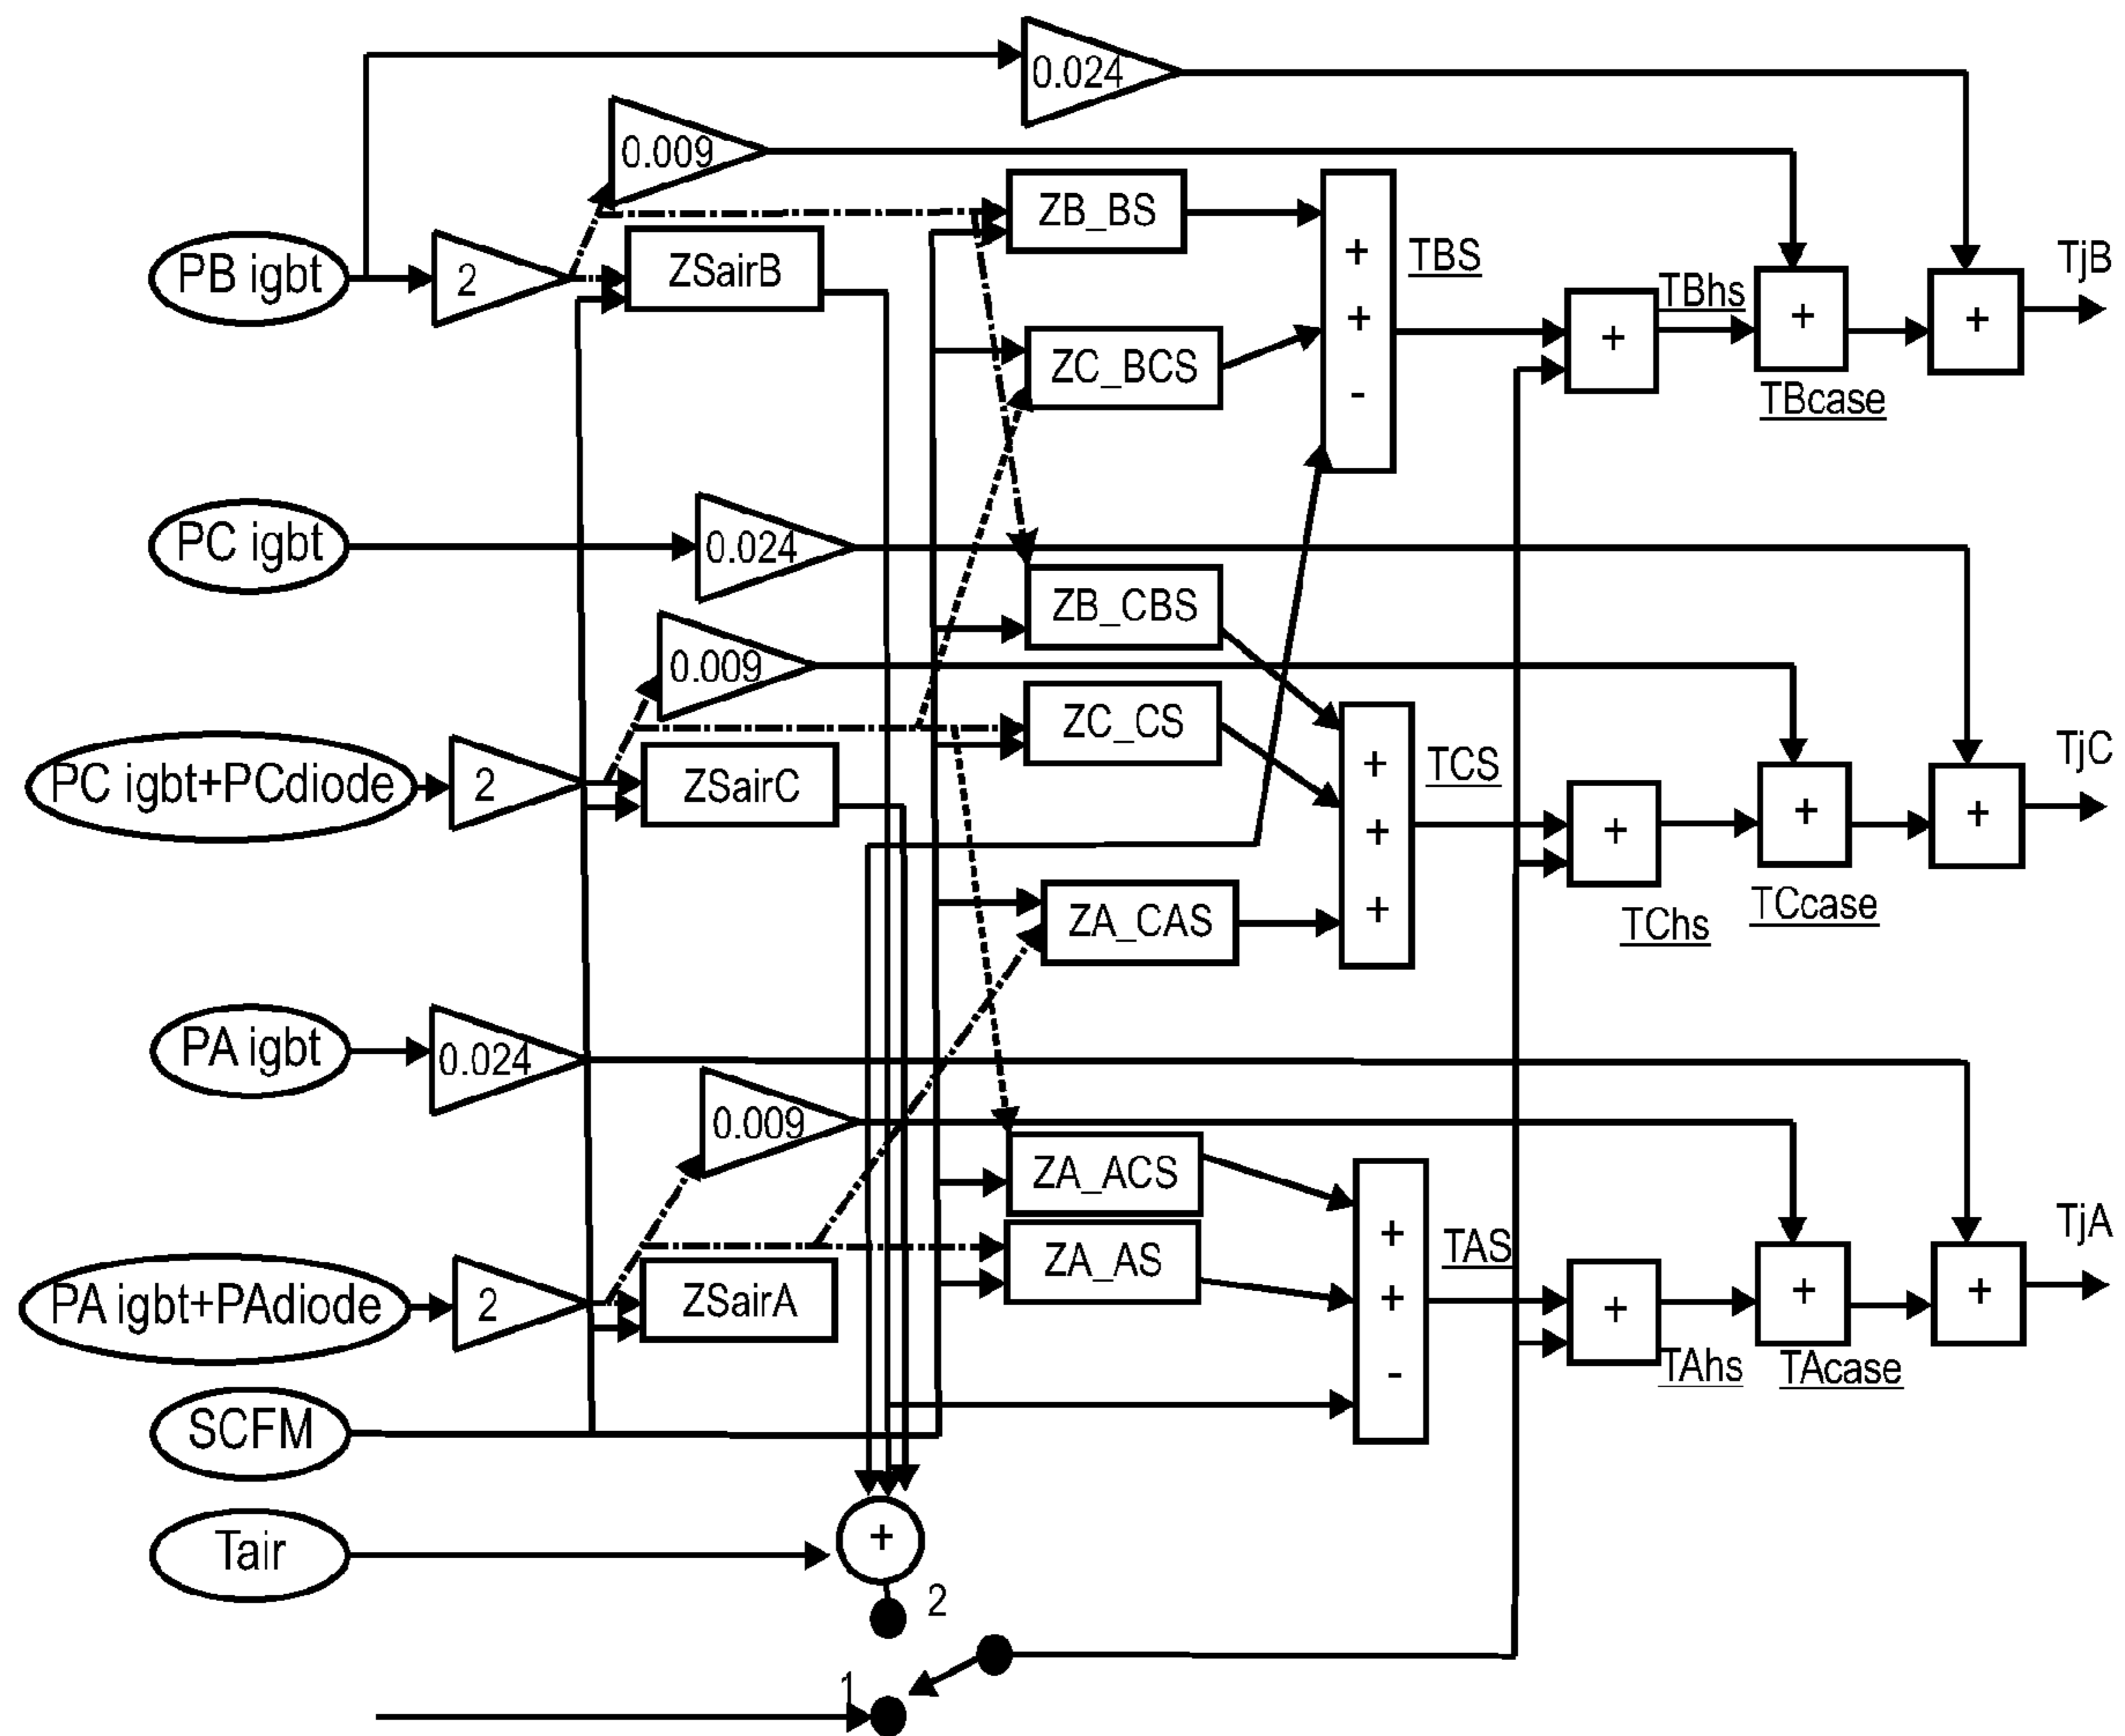 0.024
0.009
ZB_BS
PB igbt
2
ZSairB
+
+
-
TBS
ZC_BCS
+
TBhs
+
TBcase
+
TjB
PC igbt
0.024
ZB_CBS
0.009
ZC_CS
PC igbt+PCdiode
2
ZSairC
+
+
+
TCS
+
TChs
+
TCcase
+
TjC
ZA_CAS
PA igbt
0.024
0.009
ZA_ACS
ZA_AS
PA igbt+PAdiode
2
ZSairA
+
+
-
TAS
+
TAhs
+
TAcase
+
TjA
SCFM
Tair
+
2
1